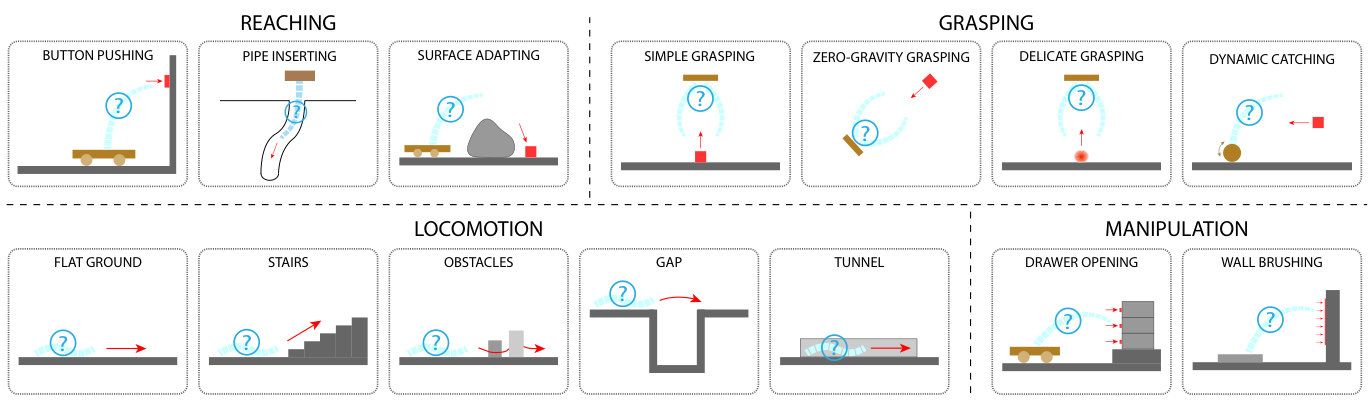 REACHING
GRASPING
BUTTON PUSHING
PIPE INSERTING
SURFACE ADAPTING
SIMPLE GRASPING
ZERO-GRAVITY GRASPING
DELICATE GRASPING
DYNAMIC CATCHING
?
?
?
?
?
?
?
LOCOMOTION
MANIPULATION
FLAT GROUND
STAIRS
OBSTACLES
GAP
TUNNEL
DRAWER OPENING
WALL BRUSHING
?
?
?
?
?
?
?